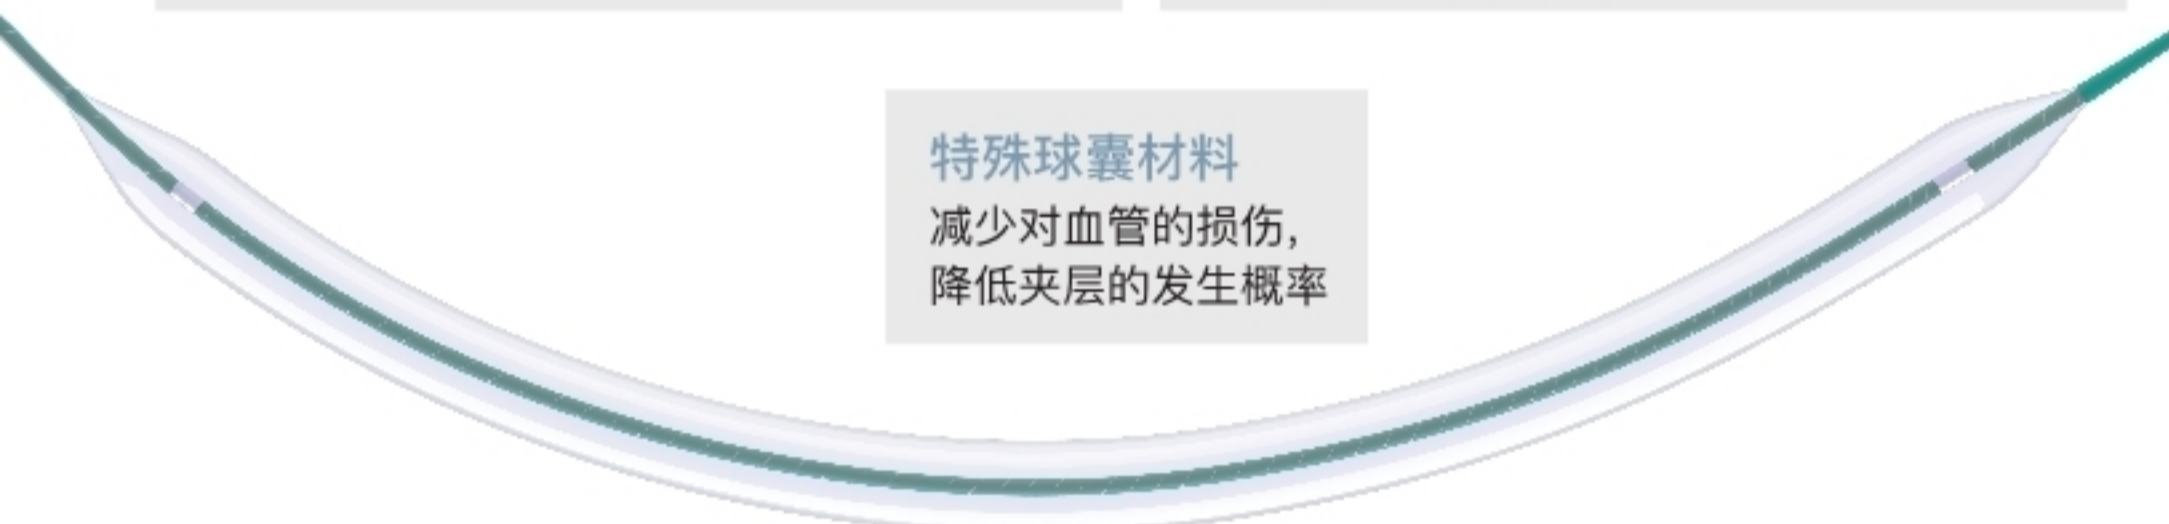 特殊球囊材料
减少对血管的损伤,
降低夹层的发生概率